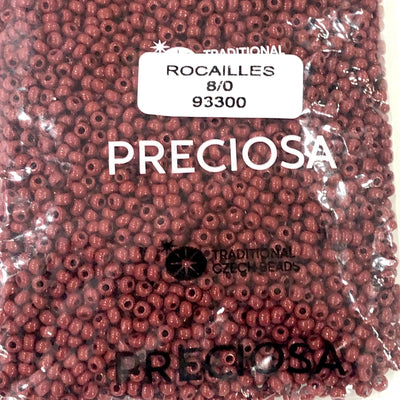 TRADITIONAL
ROCAILLES
8/0
93300
PRECIOSA
TRADITIONAL
CZECH BEADS
PRECIOSA